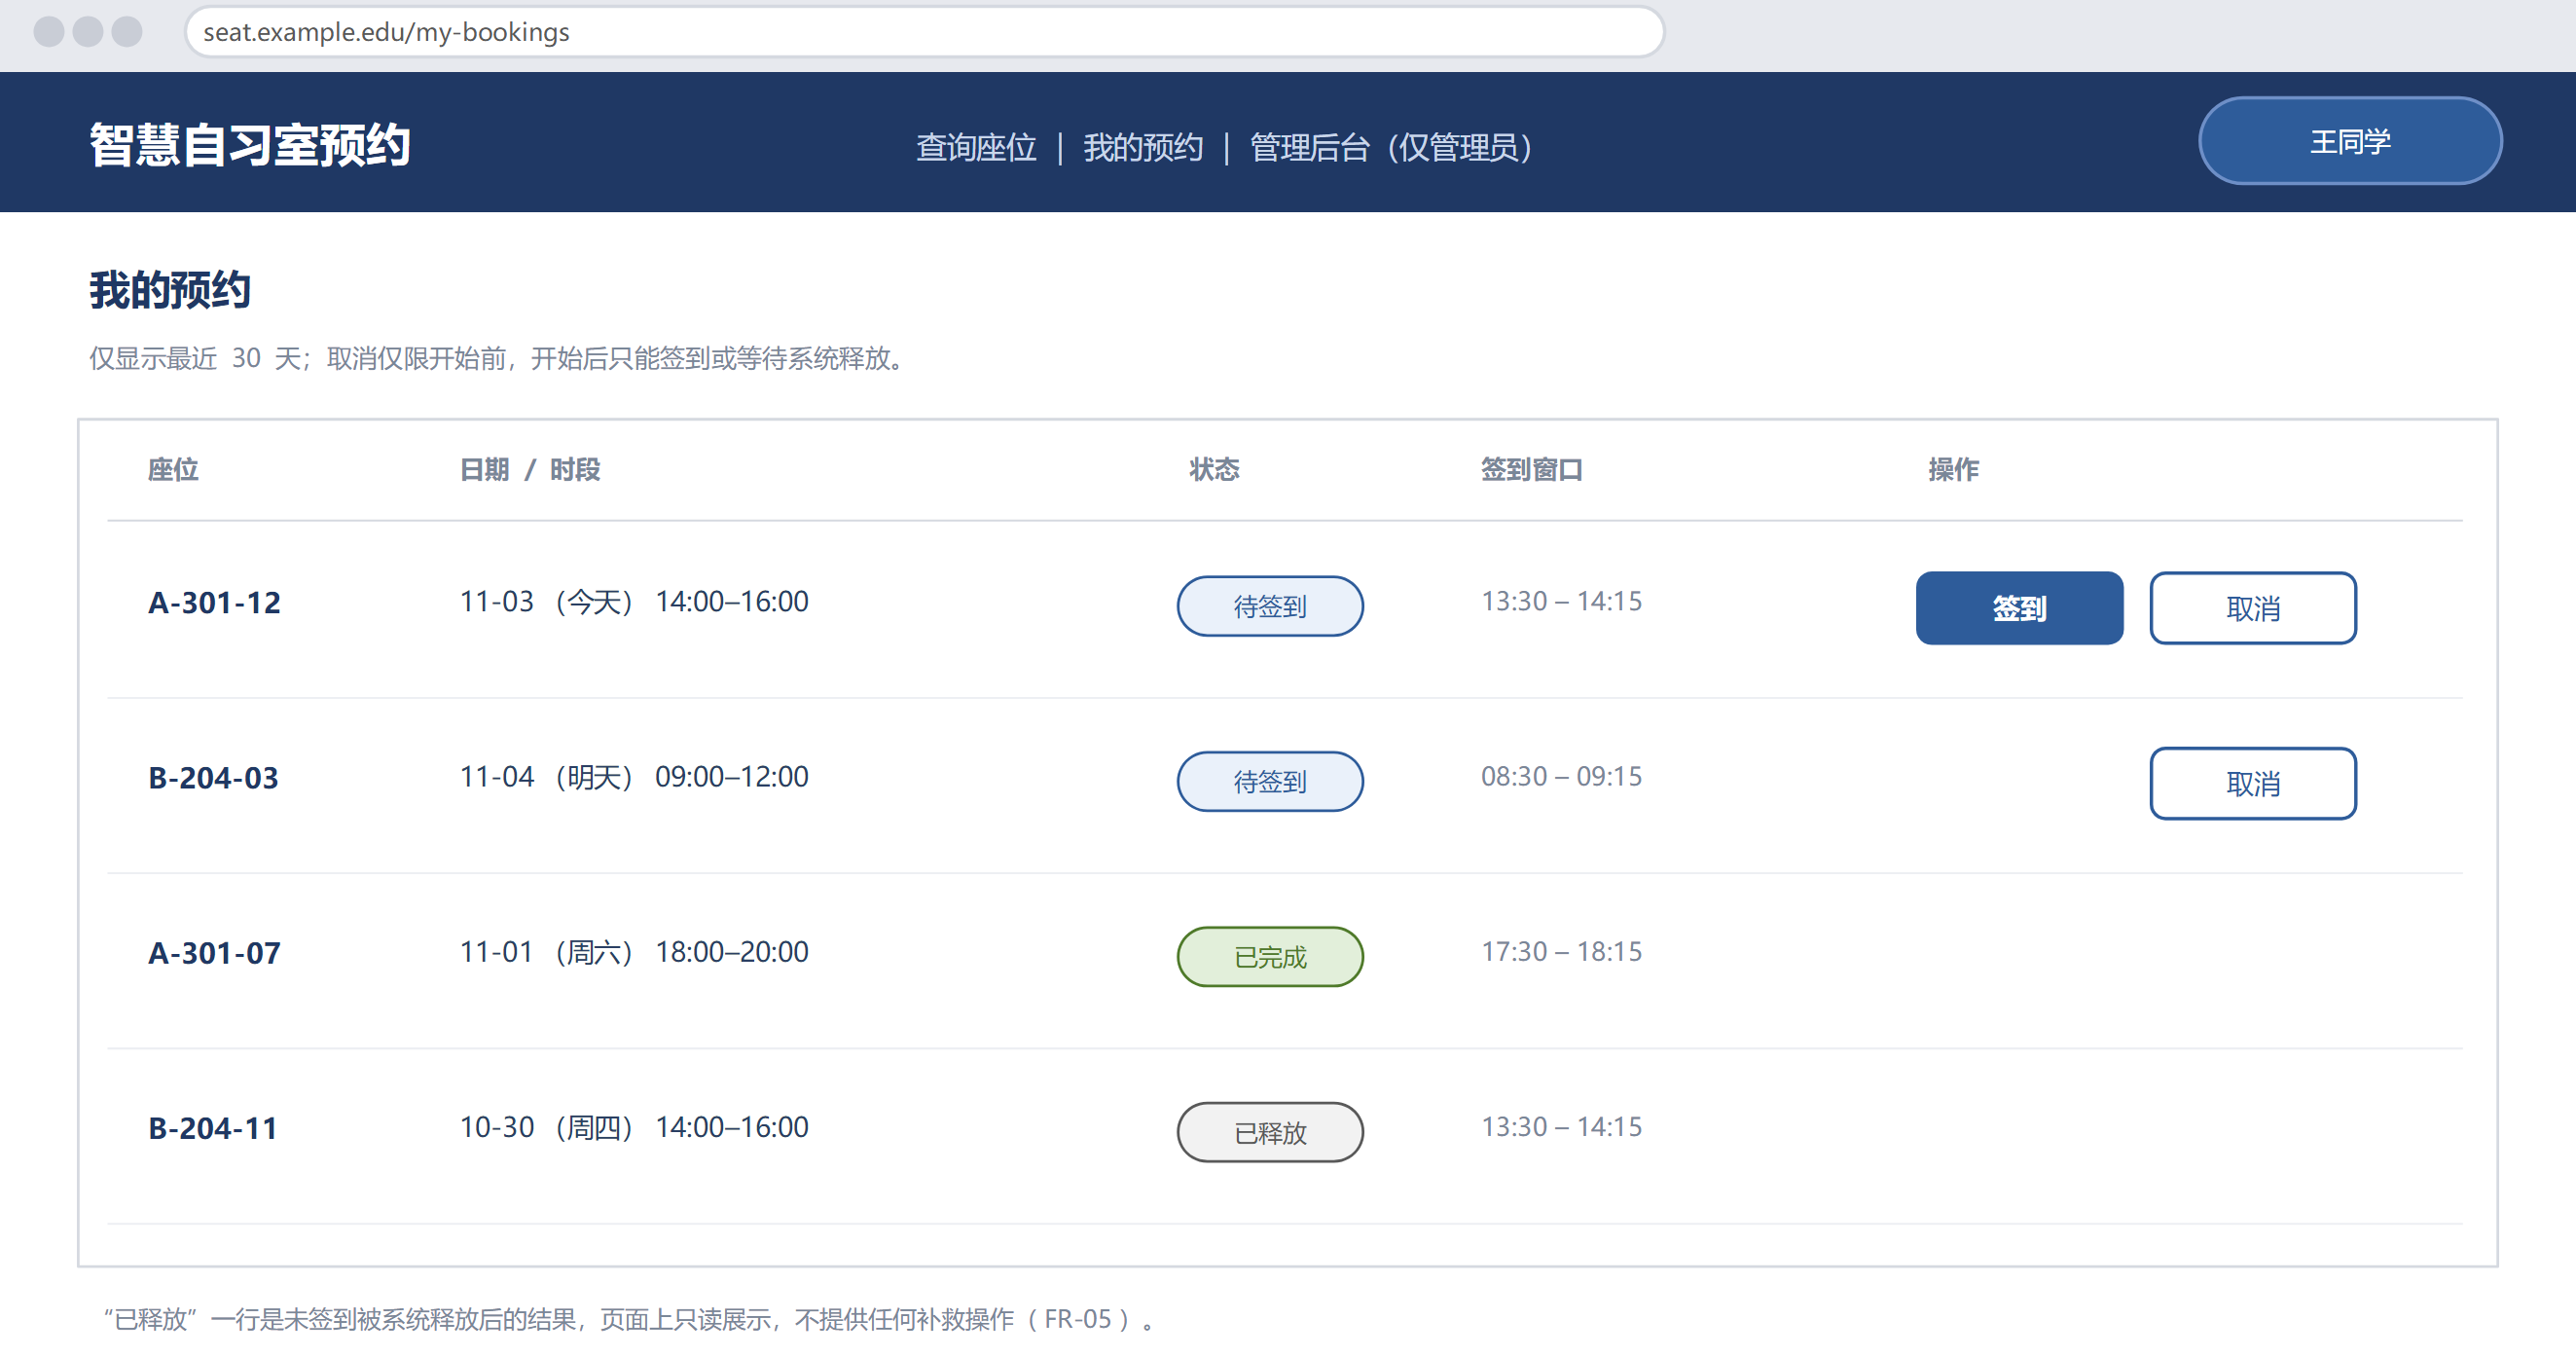 seat.example.edu/my-bookings
智慧自习室预约
查询座位 | 我的预约 | 管理后台（仅管理员）
王同学
我的预约
仅显示最近 30 天；取消仅限开始前，开始后只能签到或等待系统释放。
座位 日期 / 时段 状态 签到窗口 操作
A-301-12 11-03 （今天） 14:00–16:00 待签到 13:30 – 14:15 签到 取消
B-204-03 11-04 （明天） 09:00–12:00 待签到 08:30 – 09:15 取消
A-301-07 11-01 （周六） 18:00–20:00 已完成 17:30 – 18:15
B-204-11 10-30 （周四） 14:00–16:00 已释放 13:30 – 14:15
“已释放”一行是未签到被系统释放后的结果，页面上只读展示，不提供任何补救操作（ FR-05 ）。